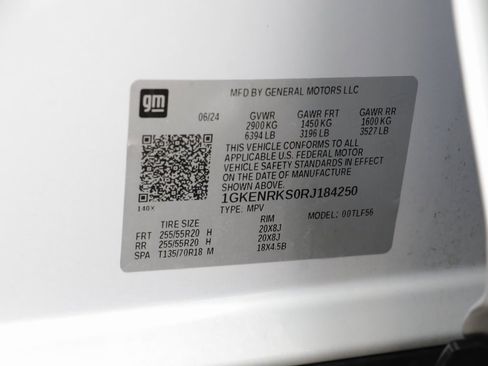 gm
MFD BY GENERAL MOTORS LLC
06/24 GVWR GAWR FRT GAWR RR
2900 KG 1450 KG 1600 KG
6394 LB 3196 LB 3527 LB
THIS VEHICLE CONFORMS TO ALL
APPLICABLE U.S. FEDERAL MOTOR
VEHICLE SAFETY STANDARDS IN EFFECT
ON THE DATE OF MANUFACTURE
SHOWN ABOVE.
1GKENRKS0RJ184250
140X TYPE: MPV MODEL: 00TLF56
TIRE SIZE RIM
FRT 255/55R20 H 20X8J
RR 255/55R20 H 20X8J
SPA T135/70R18 M 18X4.5B